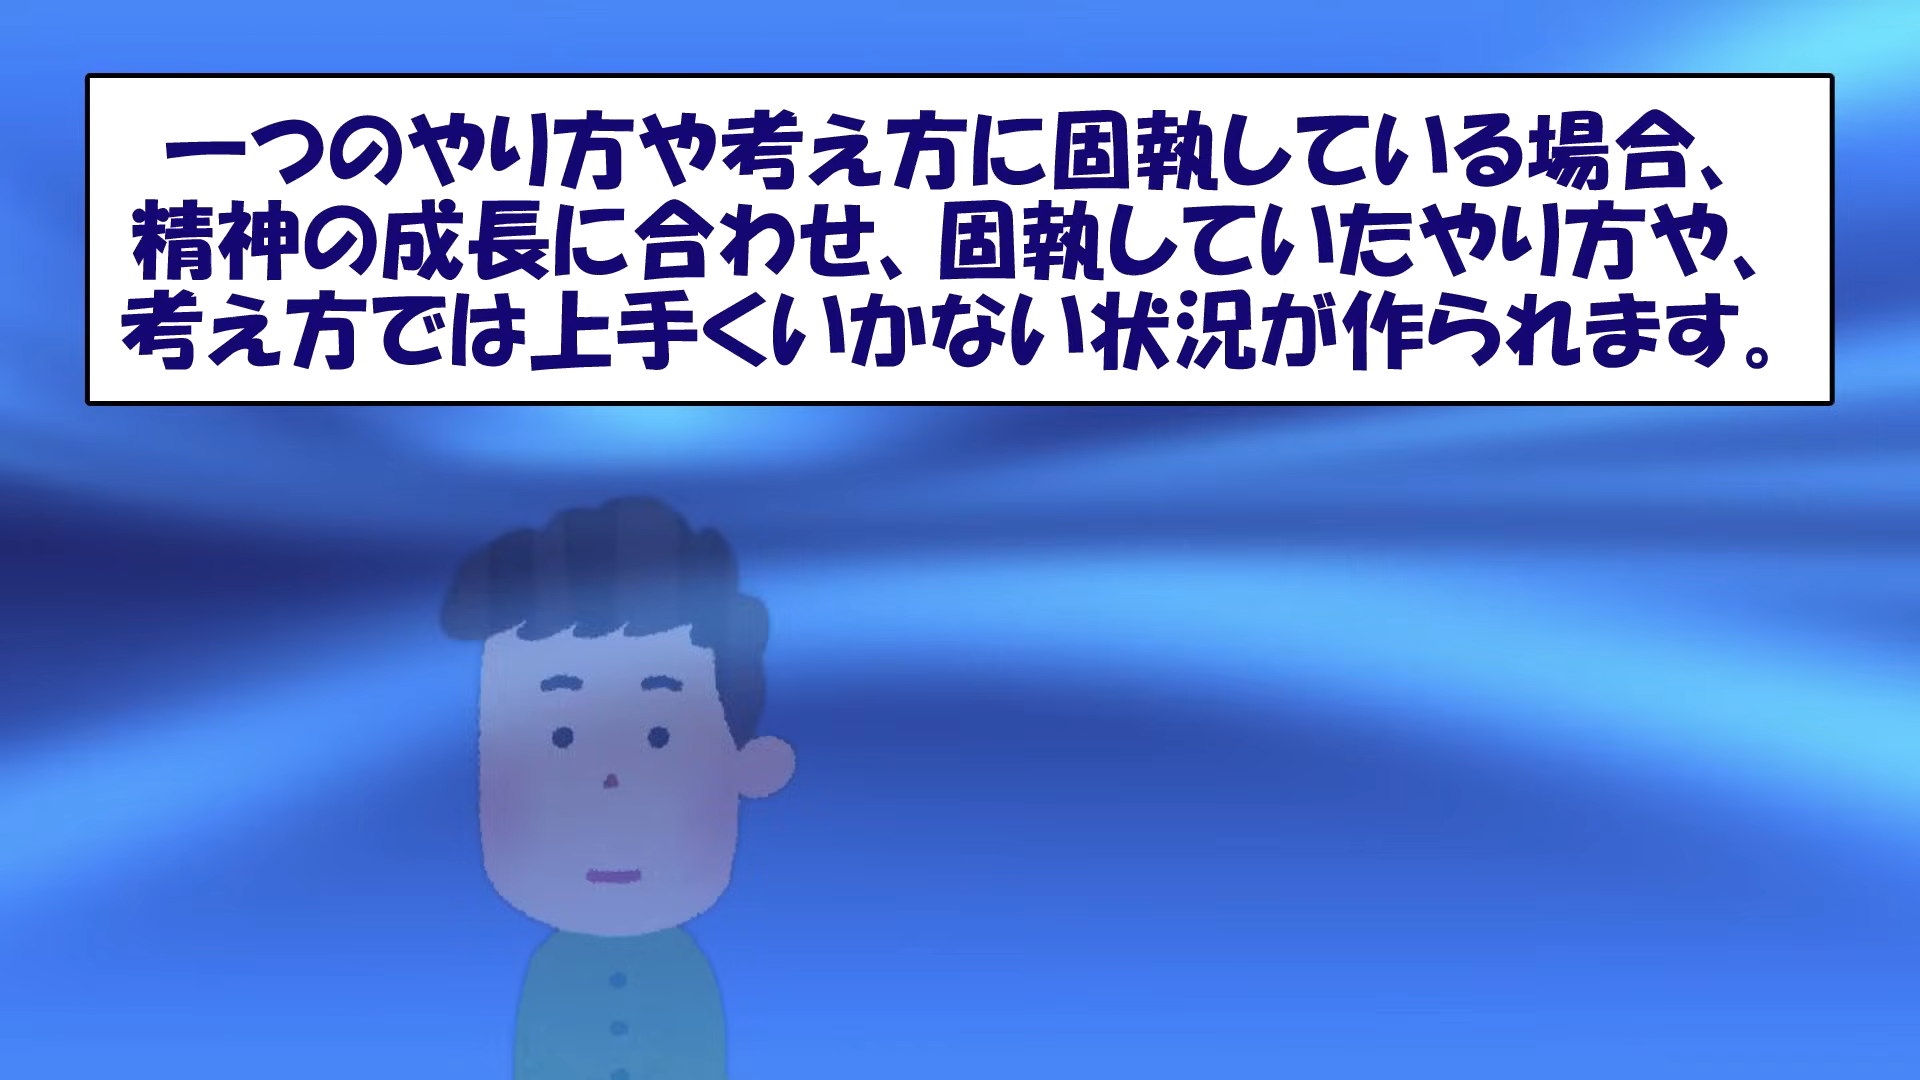 一つのやり方や考え方に固執している場合、
精神の成長に合わせ、固執していたやり方や、
考え方では上手くいかない状況が作られます。